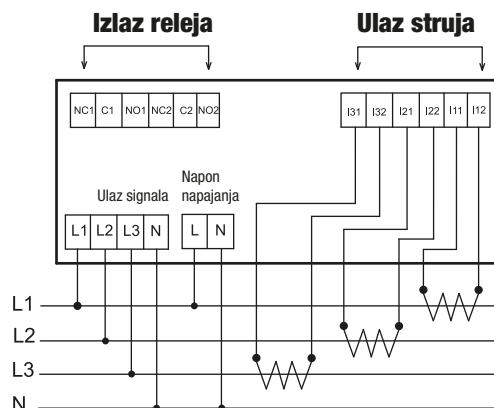 Izlaz releja Ulaz struja
NC1 C1 NO1 NC2 C2 NO2 I31 I32 I21 I22 I11 I12
Napon
Ulaz signala napajanja
L1 L2 L3 N L N
L1
L2
L3
N